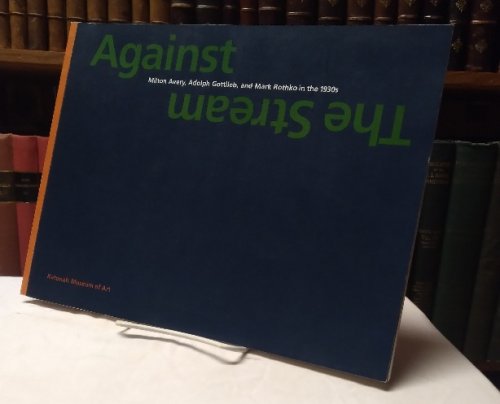 Against
Milton Avery, Adolph Gottlieb, and Mark Rothko in the 1930s
The Stream
Katonah Museum of Art